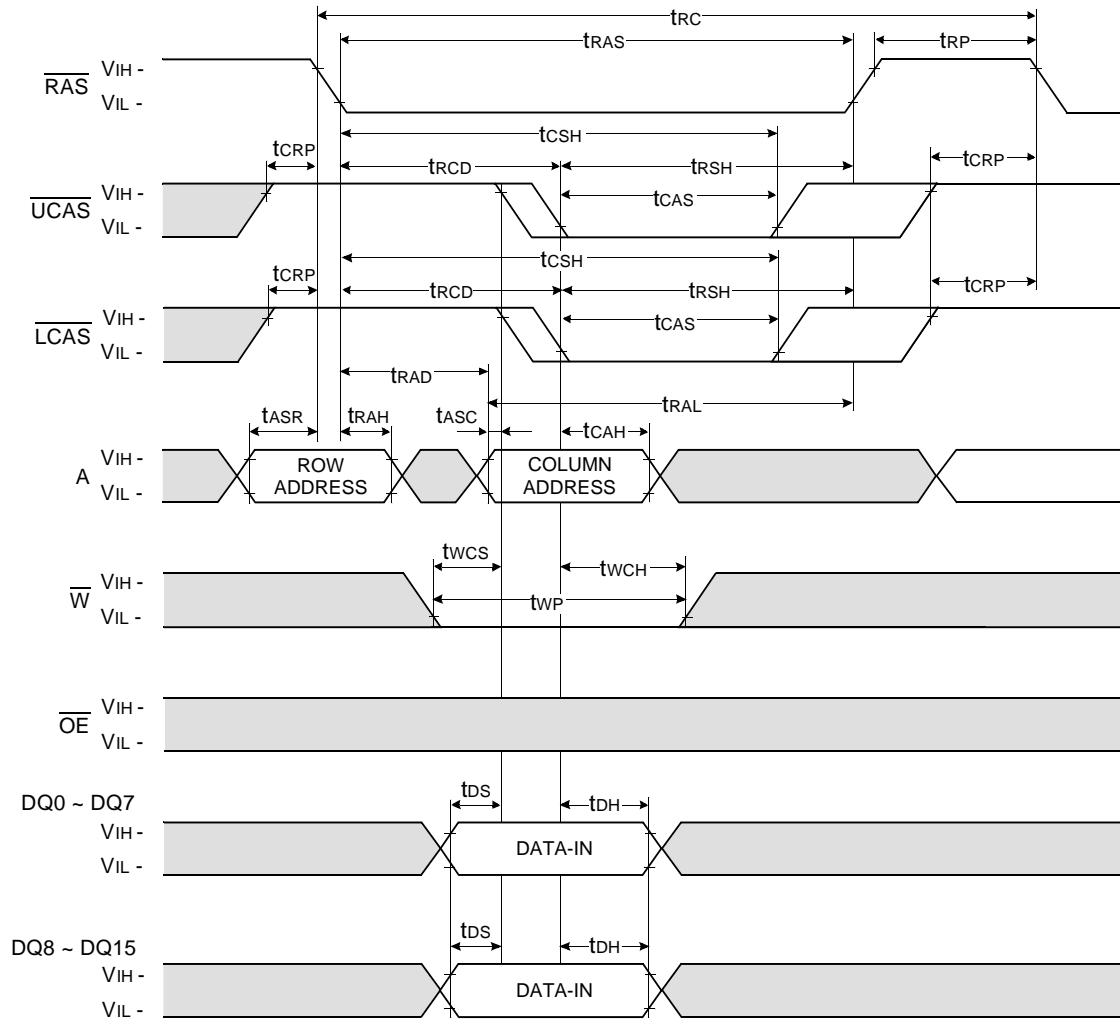 tRC
tRAS
tRP
RAS
VIH -
VIL -
tCSH
tCRP
tRCD
tRSH
tCRP
UCAS
VIH -
VIL -
tCAS
tCSH
tCRP
tRCD
tRSH
tCRP
LCAS
VIH -
VIL -
tCAS
tRAD
tRAL
tASR
tRAH
tASC
tCAH
A
VIH -
VIL -
ROW
ADDRESS
COLUMN
ADDRESS
tWCS
tWCH
tWP
W
VIH -
VIL -
OE
VIH -
VIL -
DQ0 ~ DQ7
tDS
tDH
VIH -
VIL -
DATA-IN
DQ8 ~ DQ15
tDS
tDH
VIH -
VIL -
DATA-IN